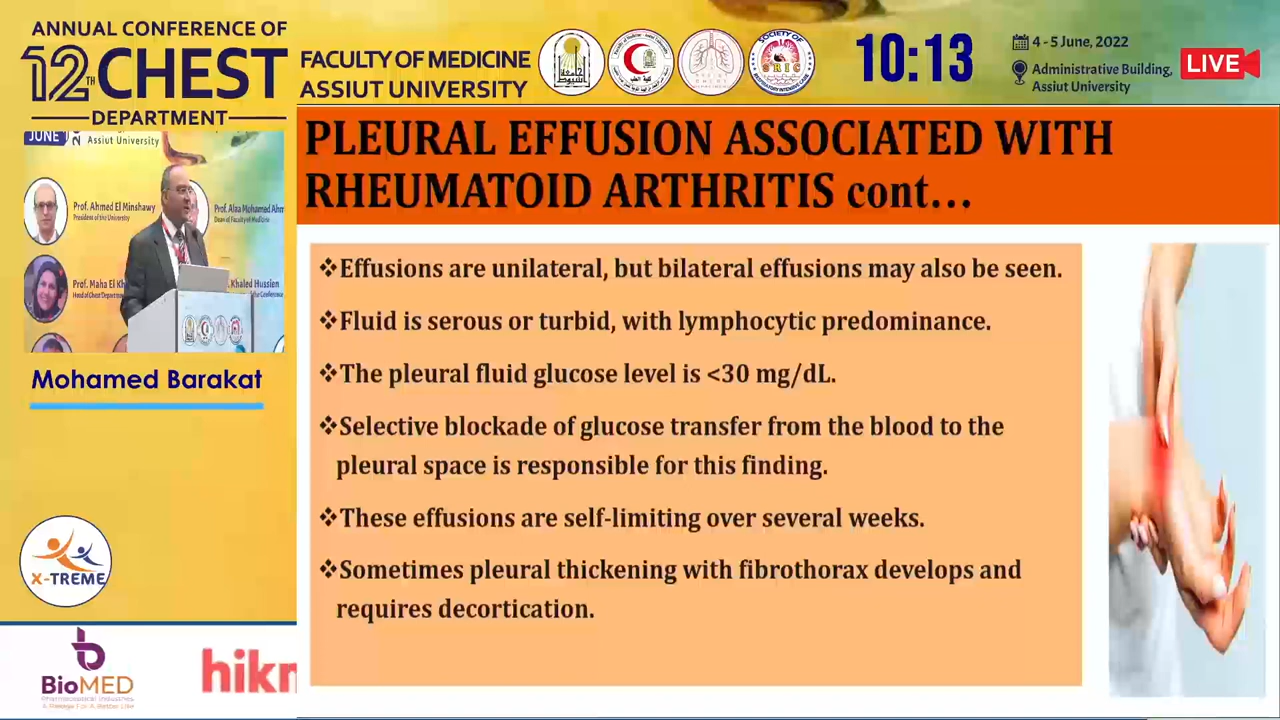 ANNUAL CONFERENCE OF
12TH CHEST
DEPARTMENT
FACULTY OF MEDICINE
ASSIUT UNIVERSITY
SOCIETY OF
10:13
4 - 5 June, 2022
Administrative Building,
Assiut University
LIVE
JUNE
Assiut University
Prof. Ahmed El Minshawy
President of the University
Prof. Alaa Mohamed
Dean of Faculty of Medicine
Prof. Maha El
Khaled Hussien
Mohamed Barakat
X-TREME
BioMED
Pharmaceutical Industries
hikm
PLEURAL EFFUSION ASSOCIATED WITH
RHEUMATOID ARTHRITIS cont...
❖Effusions are unilateral, but bilateral effusions may also be seen.
❖Fluid is serous or turbid, with lymphocytic predominance.
❖The pleural fluid glucose level is <30 mg/dL.
❖Selective blockade of glucose transfer from the blood to the
pleural space is responsible for this finding.
❖These effusions are self-limiting over several weeks.
❖Sometimes pleural thickening with fibrothorax develops and
requires decortication.